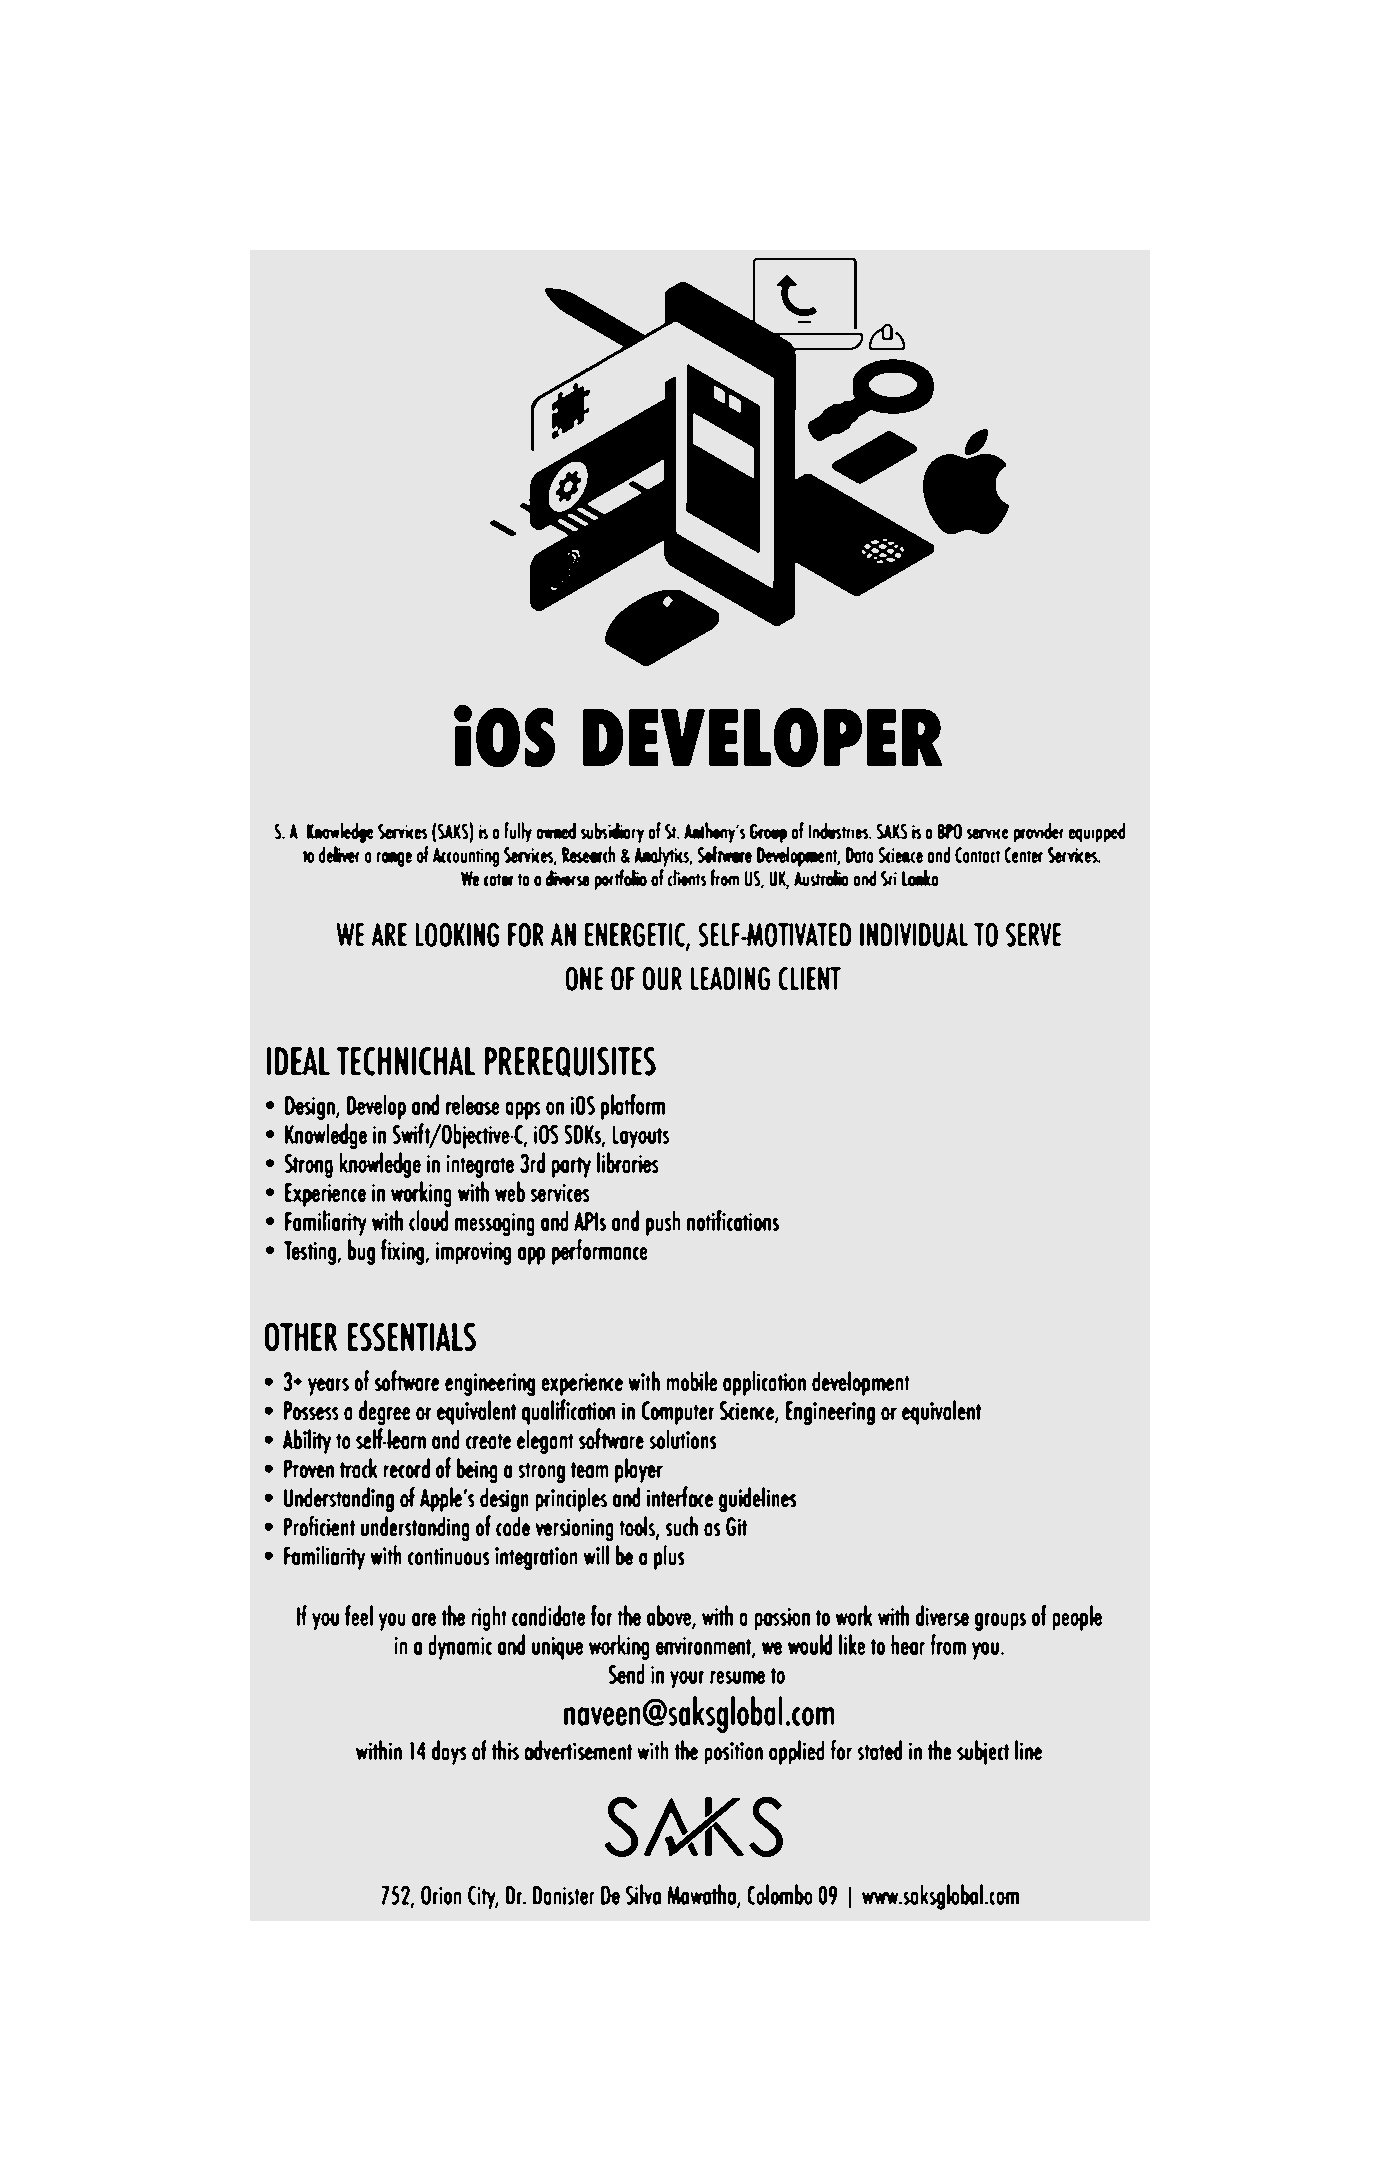 iOS DEVELOPER
S. A Knowledge Services (SAKS) is a fully owned subsidiary of St. Anthony's Group of Industries. SAKS is a BPO service provider equipped
to deliver a range of Accounting Services, Research & Analytics, Software Development, Data Science and Contact Center Services.
We cater to a diverse portfolio of clients from US, UK, Australia and Sri Lanka
WE ARE LOOKING FOR AN ENERGETIC, SELF-MOTIVATED INDIVIDUAL TO SERVE
ONE OF OUR LEADING CLIENT
IDEAL TECHNICHAL PREREQUISITES
• Design, Develop and release apps on iOS platform
• Knowledge in Swift/Objective-C, iOS SDKs, Layouts
• Strong knowledge in integrate 3rd party libraries
• Experience in working with web services
• Familiarity with cloud messaging and APIs and push notifications
• Testing, bug fixing, improving app performance
OTHER ESSENTIALS
• 3+ years of software engineering experience with mobile application development
• Possess a degree or equivalent qualification in Computer Science, Engineering or equivalent
• Ability to self-learn and create elegant software solutions
• Proven track record of being a strong team player
• Understanding of Apple's design principles and interface guidelines
• Proficient understanding of code versioning tools, such as Git
• Familiarity with continuous integration will be a plus
If you feel you are the right candidate for the above, with a passion to work with diverse groups of people
in a dynamic and unique working environment, we would like to hear from you.
Send in your resume to
naveen@saksglobal.com
within 14 days of this advertisement with the position applied for stated in the subject line
SAKS
752, Orion City, Dr. Danister De Silva Mawatha, Colombo 09 | www.saksglobal.com